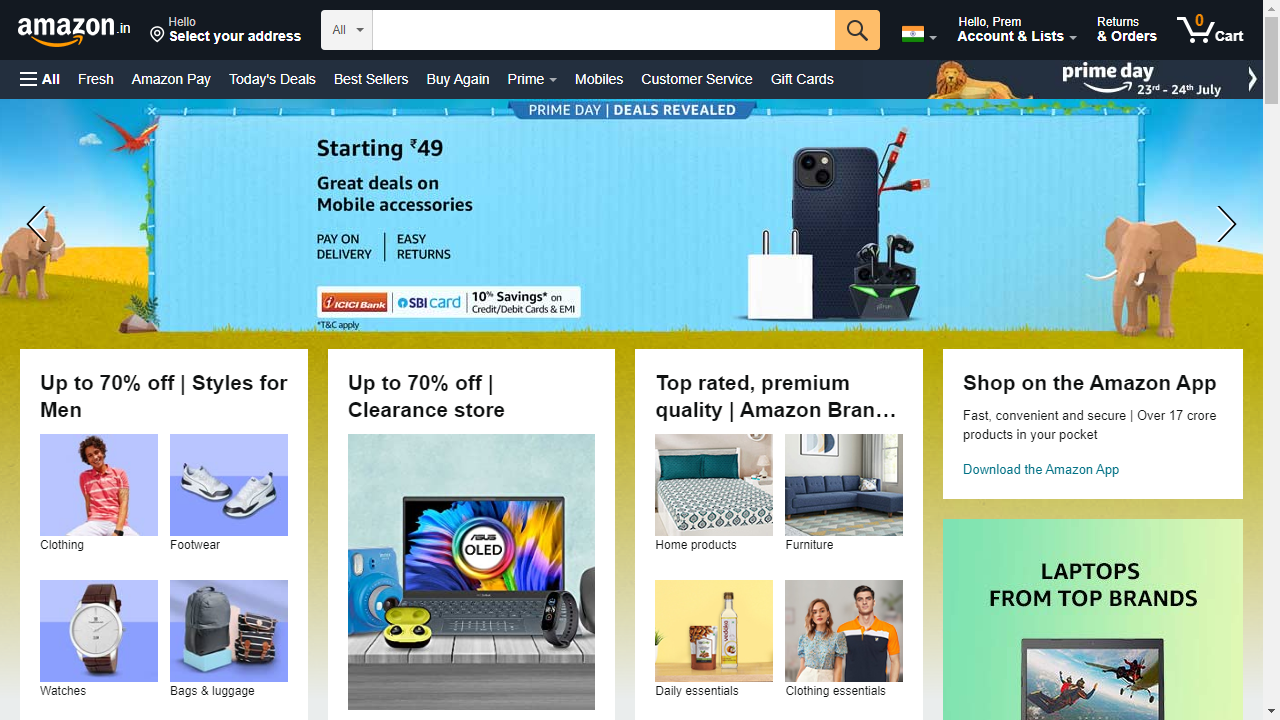 amazon.in
Hello
Select your address
All
Hello, Prem
Account & Lists
Returns
& Orders
0
Cart
All
Fresh
Amazon Pay
Today's Deals
Best Sellers
Buy Again
Prime
Mobiles
Customer Service
Gift Cards
prime day
23rd - 24th July
PRIME DAY | DEALS REVEALED
Starting ₹49
Great deals on
Mobile accessories
PAY ON
DELIVERY
EASY
RETURNS
ICICI Bank
SBI card
10% Savings* on
Credit/Debit Cards & EMI
*T&C apply
pTron
Up to 70% off | Styles for
Men
Clothing
Footwear
Watches
Bags & luggage
Up to 70% off |
Clearance store
ASUS
OLED
Top rated, premium
quality | Amazon Bran…
Home products
Furniture
Daily essentials
Clothing essentials
Shop on the Amazon App
Fast, convenient and secure | Over 17 crore
products in your pocket
Download the Amazon App
LAPTOPS
FROM TOP BRANDS